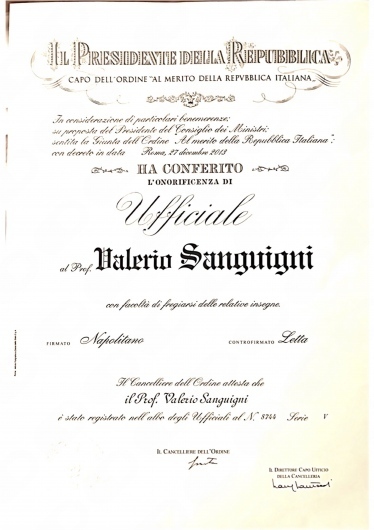 IL PRESIDENTE DELLA REPUBBLICA
CAPO DELL'ORDINE "AL MERITO DELLA REPVBBLICA ITALIANA"
In considerazione di particolari benemerenze;
su proposta del Presidente del Consiglio dei Ministri;
sentita la Giunta dell'Ordine "Al merito della Repubblica Italiana";
con decreto in data Roma, 27 dicembre 2013
HA CONFERITO
L'ONORIFICENZA DI
Ufficiale
al Prof. Valerio Sanguigni
con facoltà di fregiarsi delle relative insegne.
FIRMATO Napolitano CONTROFIRMATO Letta
Il Cancelliere dell'Ordine attesta che
il Prof. Valerio Sanguigni
è stato registrato nell'albo degli Ufficiali al N. 8744 Serie V
IL CANCELLIERE DELL'ORDINE
IL DIRETTORE CAPO UFFICIO
DELLA CANCELLERIA